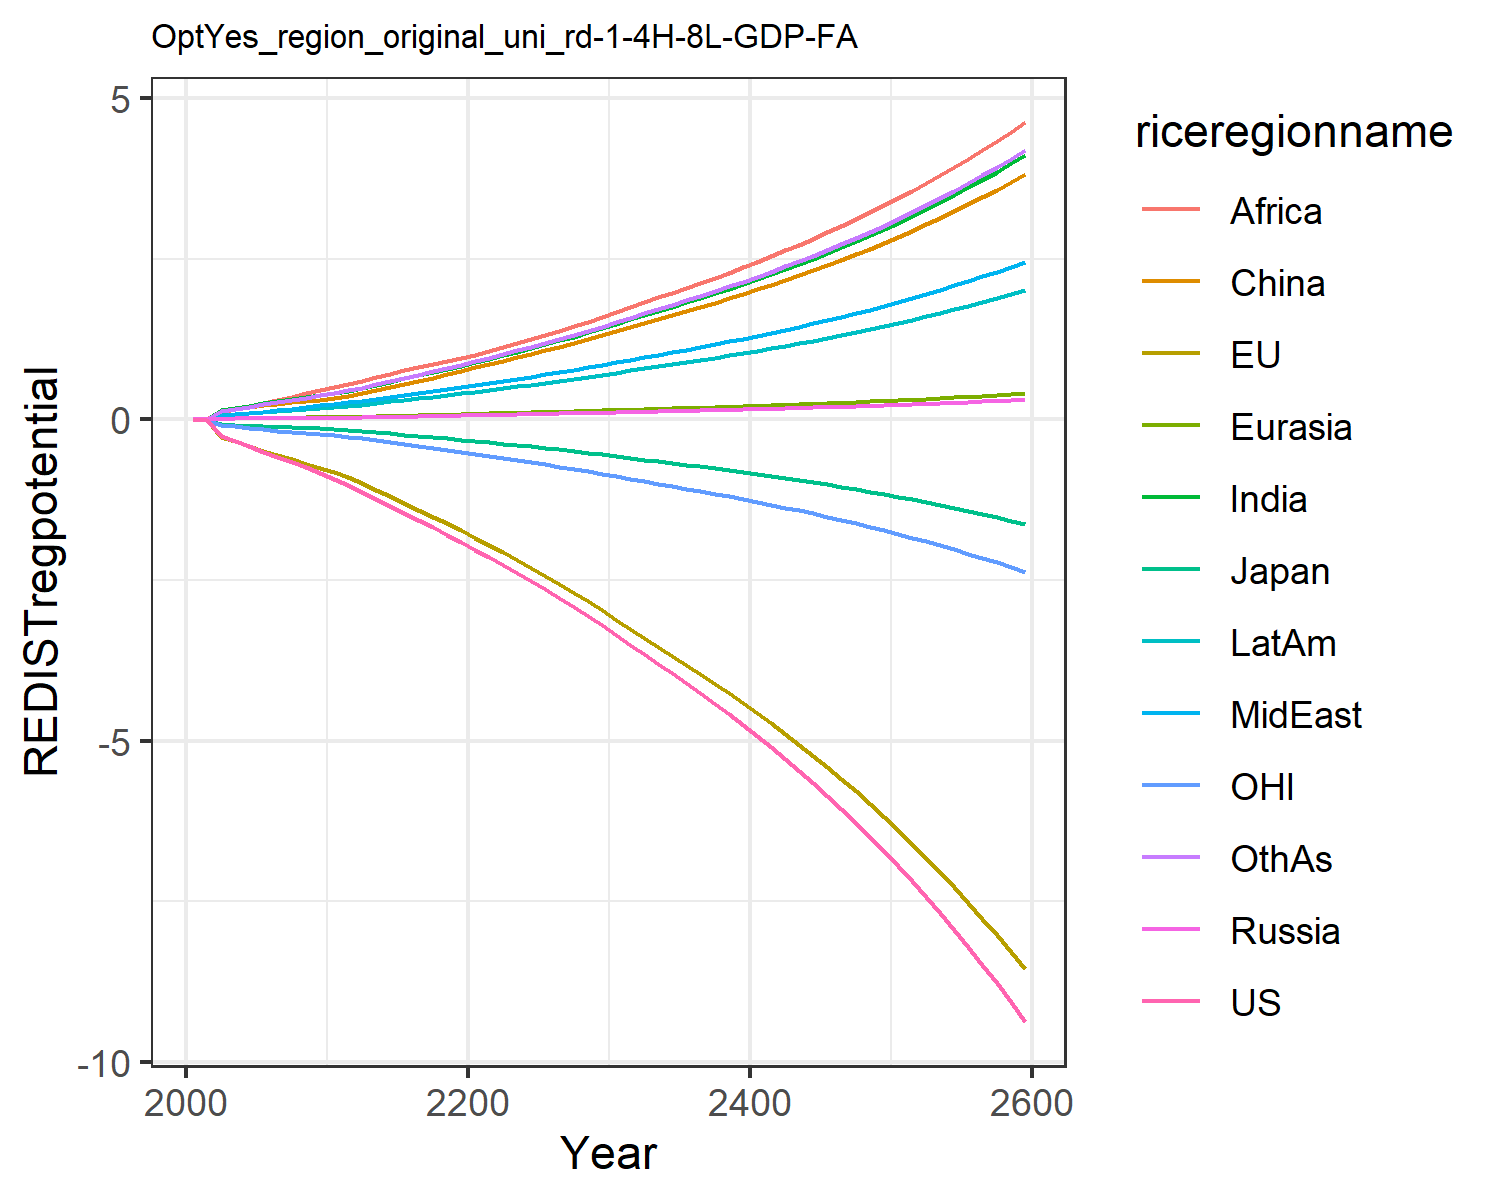 OptYes_region_original_uni_rd-1-4H-8L-GDP-FA
REDISTregpotential
5
0
-5
-10
2000
2200
2400
2600
Year
riceregionname
Africa
China
EU
Eurasia
India
Japan
LatAm
MidEast
OHI
OthAs
Russia
US